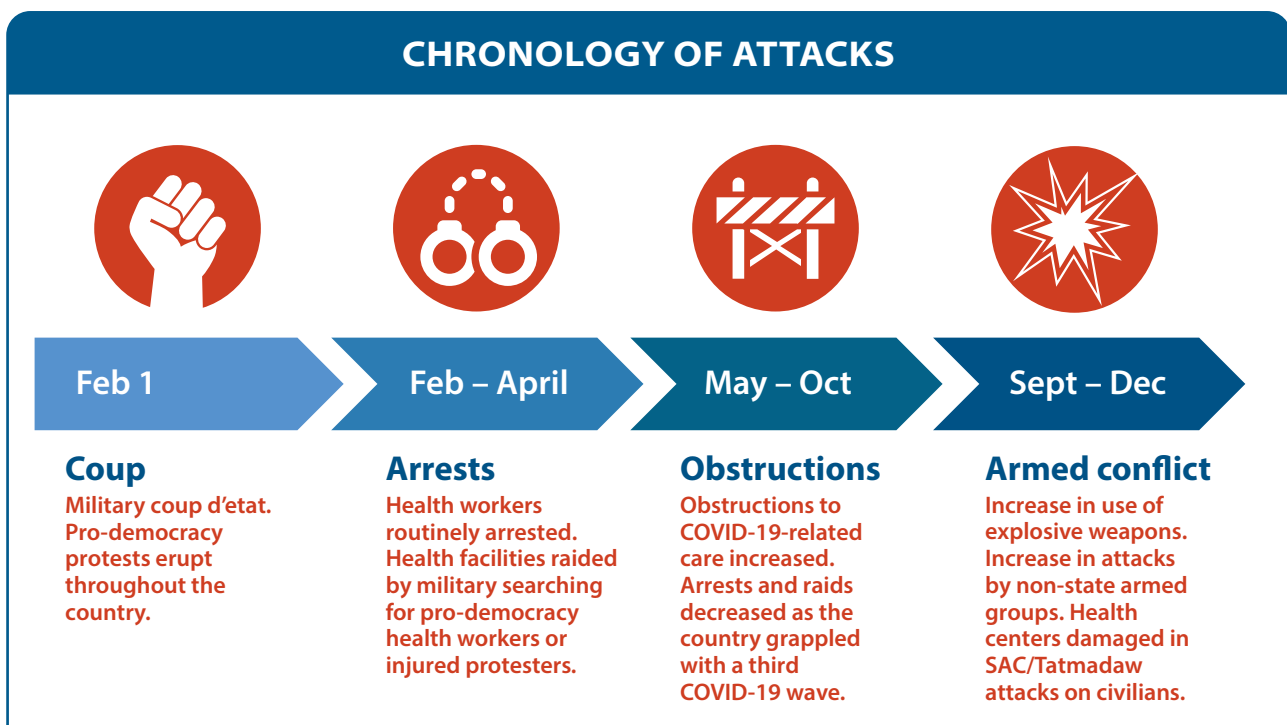 CHRONOLOGY OF ATTACKS
Feb 1
Feb – April
May – Oct
Sept – Dec
Coup
Military coup d’etat.
Pro-democracy
protests erupt
throughout the
country.
Arrests
Health workers
routinely arrested.
Health facilities raided
by military searching
for pro-democracy
health workers or
injured protesters.
Obstructions
Obstructions to
COVID-19-related
care increased.
Arrests and raids
decreased as the
country grappled
with a third
COVID-19 wave.
Armed conflict
Increase in use of
explosive weapons.
Increase in attacks
by non-state armed
groups. Health
centers damaged in
SAC/Tatmadaw
attacks on civilians.